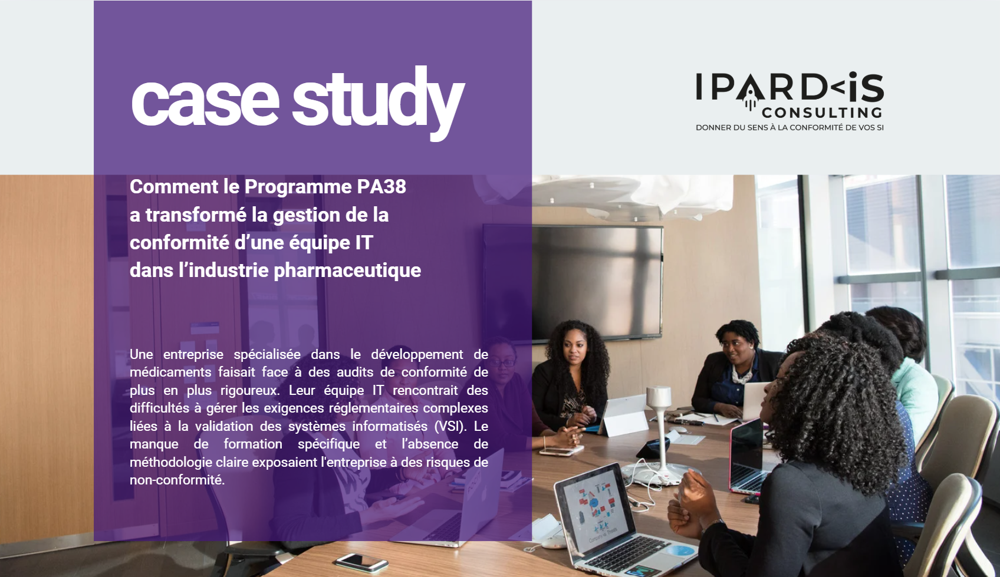 case study
IPARD<iS
CONSULTING
DONNER DU SENS À LA CONFORMITÉ DE VOS SI
Comment le Programme PA38
a transformé la gestion de la
conformité d’une équipe IT
dans l’industrie pharmaceutique
Une entreprise spécialisée dans le développement de
médicaments faisait face à des audits de conformité de
plus en plus rigoureux. Leur équipe IT rencontrait des
difficultés à gérer les exigences réglementaires complexes
liées à la validation des systèmes informatisés (VSI). Le
manque de formation spécifique et l’absence de
méthodologie claire exposaient l'entreprise à des risques de
non-conformité.